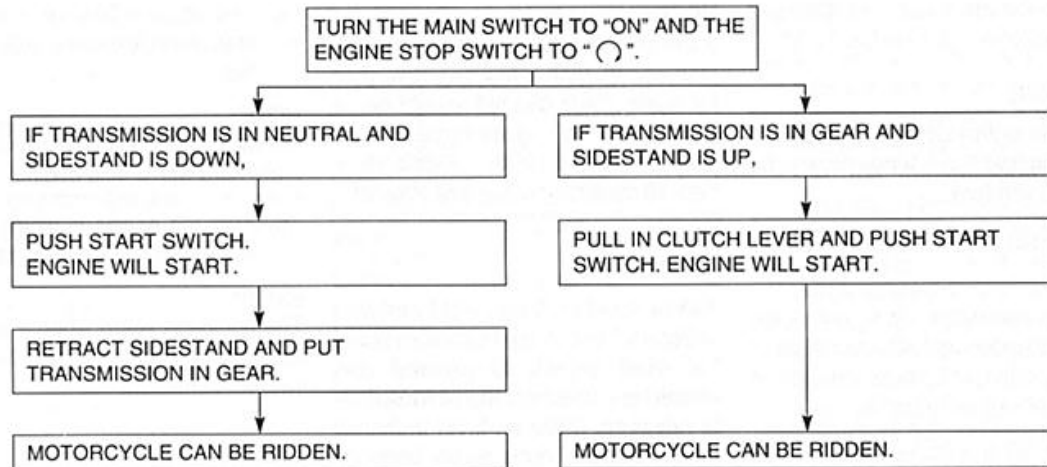 TURN THE MAIN SWITCH TO “ON” AND THE
ENGINE STOP SWITCH TO “ ”.
IF TRANSMISSION IS IN NEUTRAL AND
SIDESTAND IS DOWN,
PUSH START SWITCH.
ENGINE WILL START.
RETRACT SIDESTAND AND PUT
TRANSMISSION IN GEAR.
MOTORCYCLE CAN BE RIDDEN.
IF TRANSMISSION IS IN GEAR AND
SIDESTAND IS UP,
PULL IN CLUTCH LEVER AND PUSH START
SWITCH. ENGINE WILL START.
MOTORCYCLE CAN BE RIDDEN.